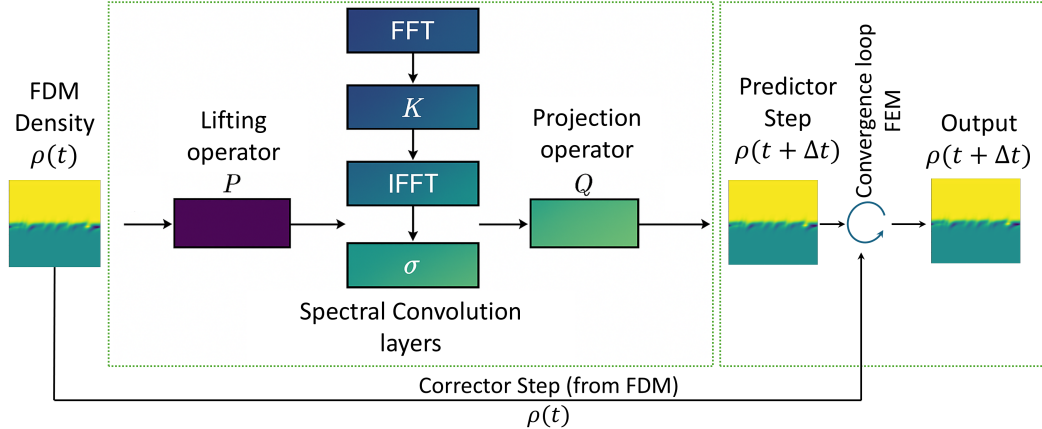 FDM
Density
ρ(t)
Lifting
operator
P
FFT
K
IFFT
σ
Spectral Convolution
layers
Projection
operator
Q
Predictor
Step
ρ(t + Δt)
Convergence loop
FEM
Output
ρ(t + Δt)
Corrector Step (from FDM)
ρ(t)